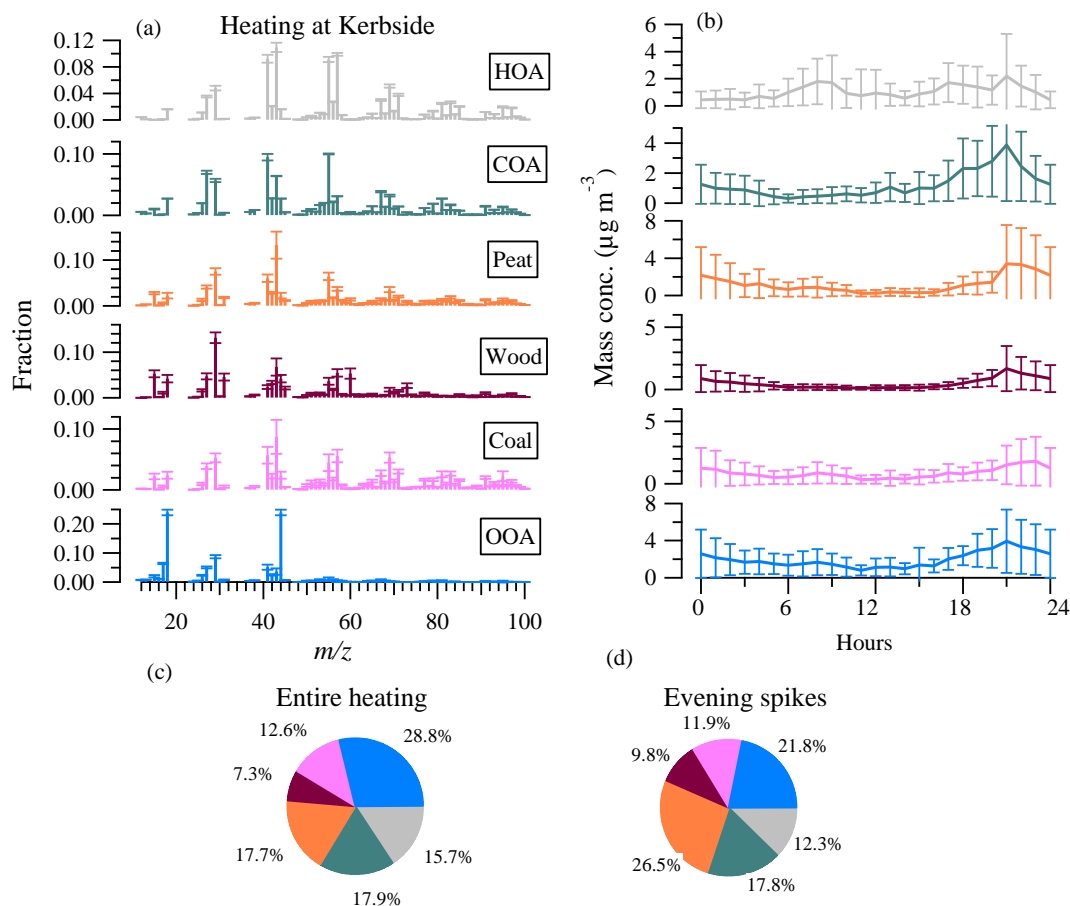 (a) Heating at Kerbside
(b)
Fraction
0.12
0.08
0.04
0.00
HOA
0.10
0.00
COA
0.10
0.00
Peat
0.10
0.00
Wood
0.10
0.00
Coal
0.25
0.20
0.10
0.00
OOA
20 40 60 80 100
m/z
Mass conc. (µg m⁻³)
6
4
2
0
4
2
0
8
4
0
6
0
6
0
8
4
0
0 6 12 18 24
Hours
(c)
Entire heating
12.6%
28.8%
7.3%
17.7%
15.7%
17.9%
(d)
Evening spikes
11.9%
21.8%
9.8%
12.3%
26.5%
17.8%